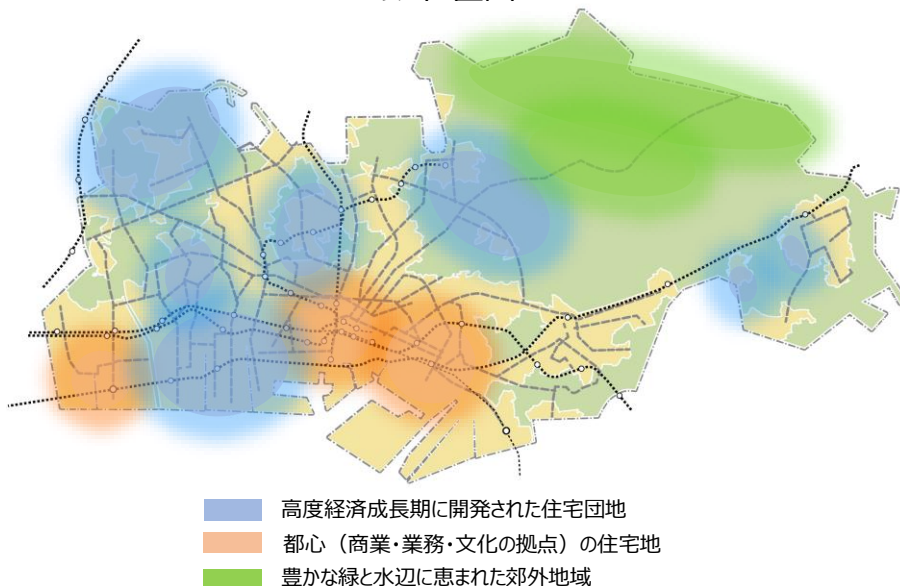 高度経済成長期に開発された住宅団地
都心（商業・業務・文化の拠点）の住宅地
豊かな緑と水辺に恵まれた郊外地域